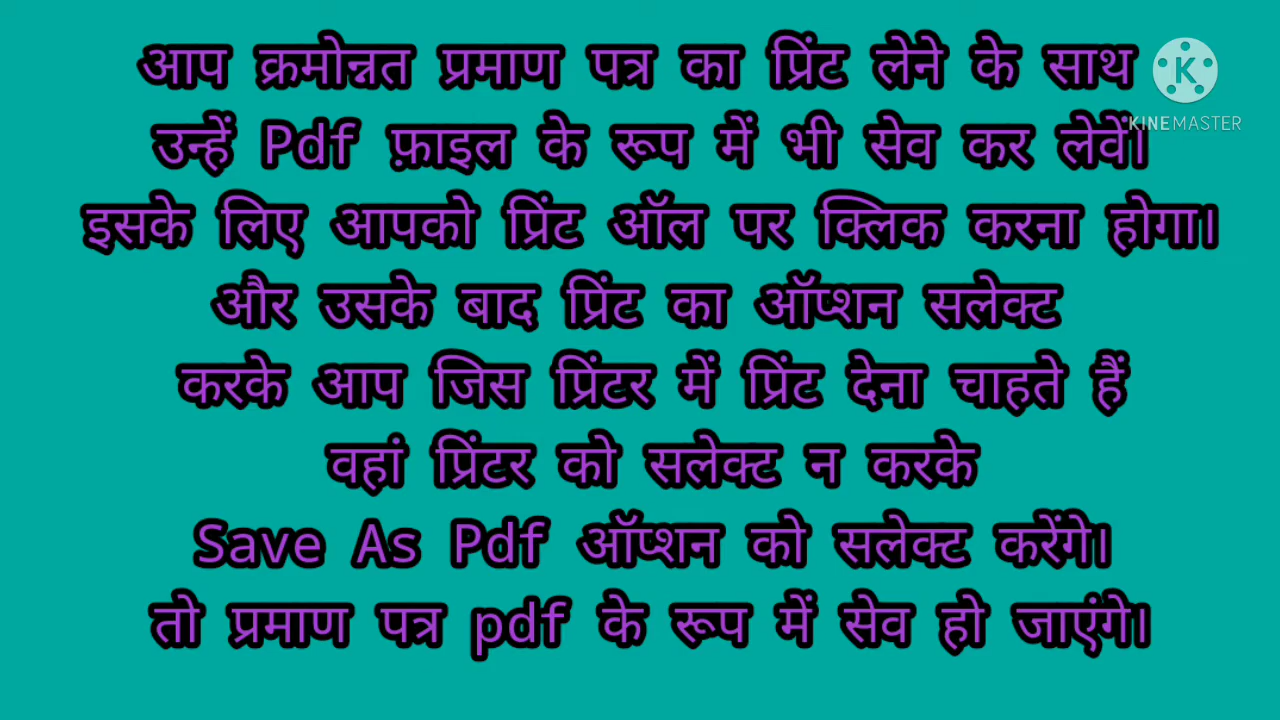 आप क्रमोन्नत प्रमाण पत्र का प्रिंट लेने के साथ
उन्हें Pdf फ़ाइल के रूप में भी सेव कर लेवें।
इसके लिए आपको प्रिंट ऑल पर क्लिक करना होगा।
और उसके बाद प्रिंट का ऑप्शन सलेक्ट
करके आप जिस प्रिंटर में प्रिंट देना चाहते हैं
वहां प्रिंटर को सलेक्ट न करके
Save As Pdf ऑप्शन को सलेक्ट करेंगे।
तो प्रमाण पत्र pdf के रूप में सेव हो जाएंगे।
K
KINEMASTER